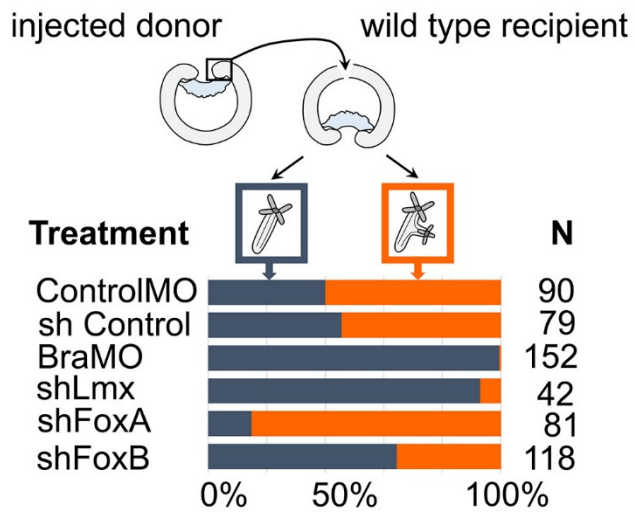 injected donor wild type recipient
Treatment N
ControlMO 90
sh Control 79
BraMO 152
shLmx 42
shFoxA 81
shFoxB 118
0% 50% 100%